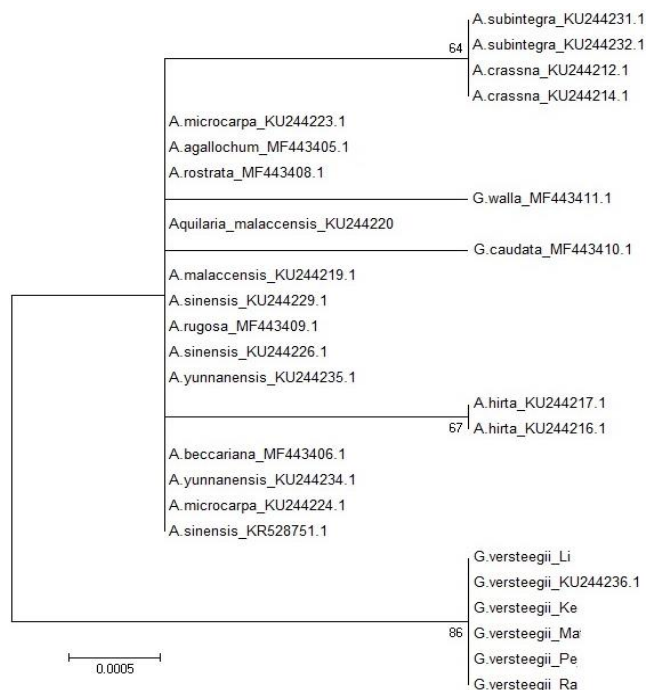 A.subintegra_KU244231.1
64
A.subintegra_KU244232.1
A.crassna_KU244212.1
A.crassna_KU244214.1
A.microcarpa_KU244223.1
A.agallochum_MF443405.1
A.rostrata_MF443408.1
G.walla_MF443411.1
Aquilaria_malaccensis_KU244220
G.caudata_MF443410.1
A.malaccensis_KU244219.1
A.sinensis_KU244229.1
A.rugosa_MF443409.1
A.sinensis_KU244226.1
A.yunnanensis_KU244235.1
A.hirta_KU244217.1
67
A.hirta_KU244216.1
A.beccariana_MF443406.1
A.yunnanensis_KU244234.1
A.microcarpa_KU244224.1
A.sinensis_KR528751.1
G.versteegii_Li
G.versteegii_KU244236.1
G.versteegii_Ke
86
G.versteegii_Ma
G.versteegii_Pe
G.versteegii_Ra
0.0005